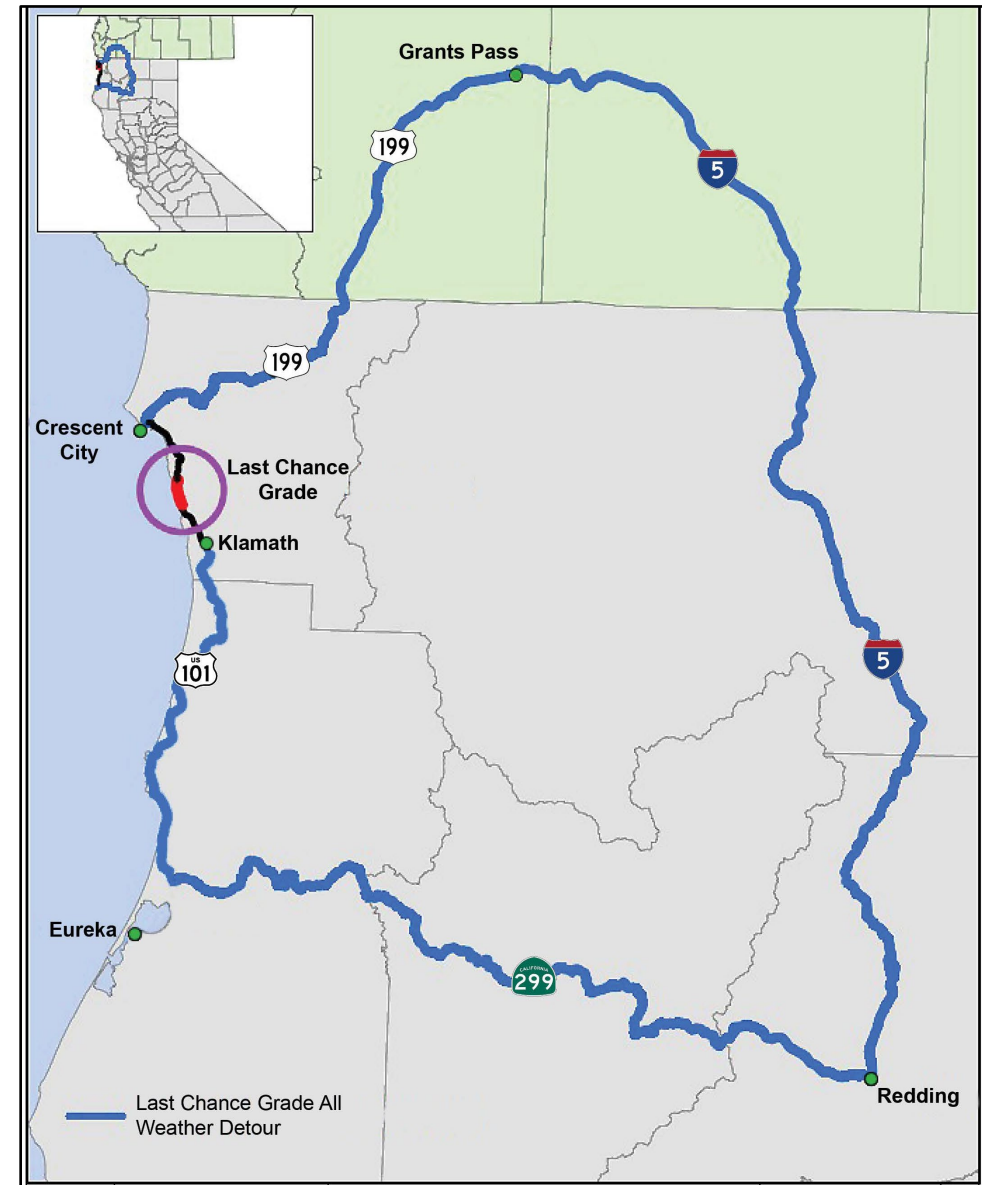 Grants Pass
199
5
199
Crescent
City
Last Chance
Grade
Klamath
US
101
5
Eureka
CALIFORNIA
299
Redding
Last Chance Grade All
Weather Detour